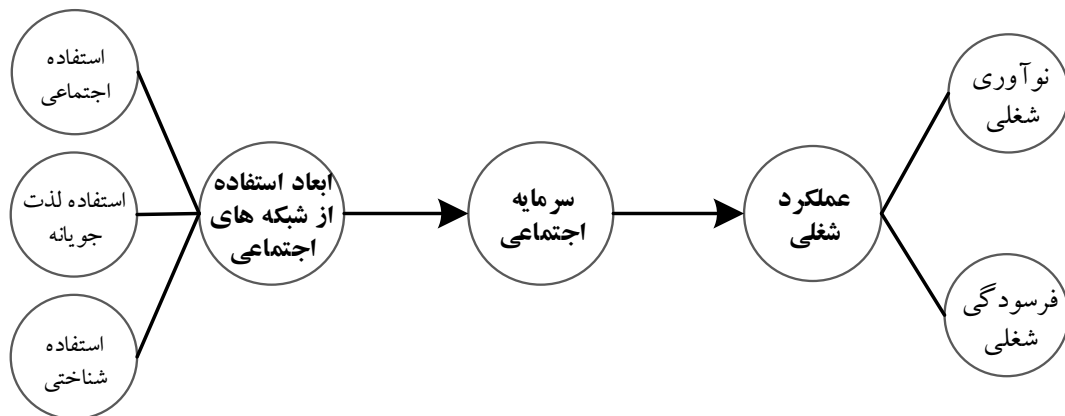 استفاده
اجتماعی
استفاده لذت
جویانه
استفاده
شناختی
ابعاد استفاده
از شبکه های
اجتماعی
سرمایه
اجتماعی
عملکرد
شغلی
نوآوری
شغلی
فرسودگی
شغلی